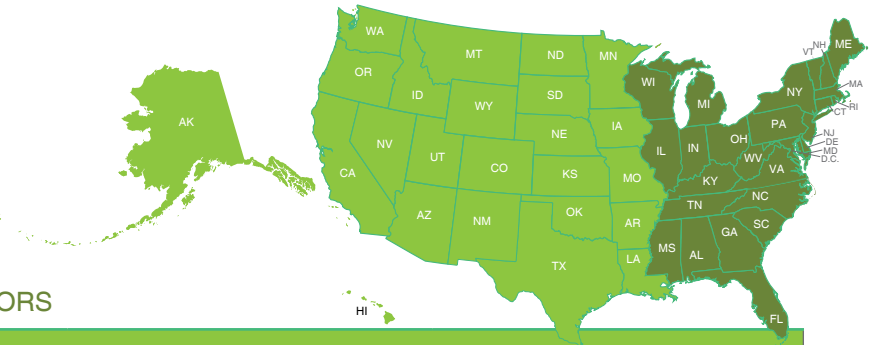 WA
MT
ND
MN
ME
VT
NH
OR
ID
WY
SD
WI
MI
NY
MA
RI
CT
AK
NV
UT
CO
NE
IA
IL
IN
OH
PA
NJ
DE
MD
D.C.
WV
VA
CA
KS
MO
KY
NC
TN
AZ
NM
OK
AR
SC
GA
MS
AL
TX
LA
FL
HI
ORS